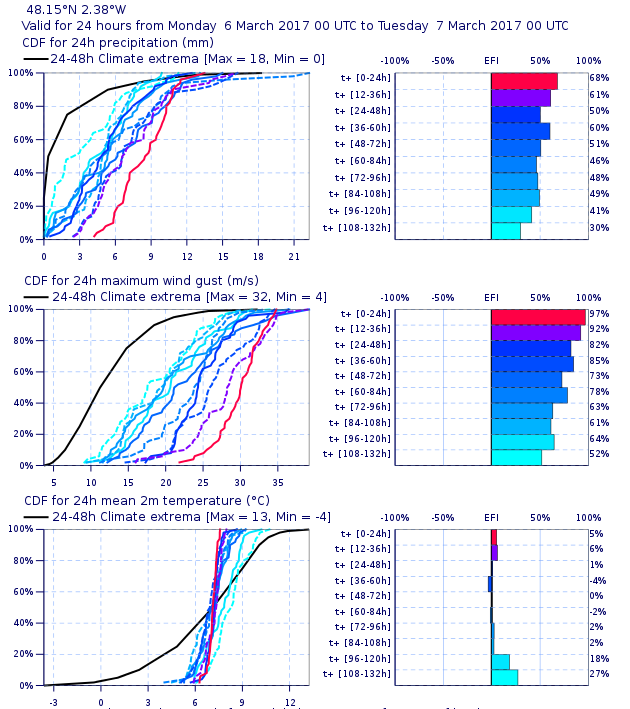 48.15°N 2.38°W
Valid for 24 hours from Monday 6 March 2017 00 UTC to Tuesday 7 March 2017 00 UTC
CDF for 24h precipitation (mm)
24-48h Climate extrema [Max = 18, Min = 0]
100%
80%
60%
40%
20%
0%
0 3 6 9 12 15 18 21
-100% -50% EFI 50% 100%
t+ [0-24h] 68%
t+ [12-36h] 61%
t+ [24-48h] 50%
t+ [36-60h] 60%
t+ [48-72h] 51%
t+ [60-84h] 46%
t+ [72-96h] 48%
t+ [84-108h] 49%
t+ [96-120h] 41%
t+ [108-132h] 30%
CDF for 24h maximum wind gust (m/s)
24-48h Climate extrema [Max = 32, Min = 4]
100%
80%
60%
40%
20%
0%
5 10 15 20 25 30 35
-100% -50% EFI 50% 100%
t+ [0-24h] 97%
t+ [12-36h] 92%
t+ [24-48h] 82%
t+ [36-60h] 85%
t+ [48-72h] 73%
t+ [60-84h] 78%
t+ [72-96h] 63%
t+ [84-108h] 61%
t+ [96-120h] 64%
t+ [108-132h] 52%
CDF for 24h mean 2m temperature (°C)
24-48h Climate extrema [Max = 13, Min = -4]
100%
80%
60%
40%
20%
0%
-3 0 3 6 9 12
-100% -50% EFI 50% 100%
t+ [0-24h] 5%
t+ [12-36h] 6%
t+ [24-48h] 1%
t+ [36-60h] -4%
t+ [48-72h] 0%
t+ [60-84h] -2%
t+ [72-96h] 2%
t+ [84-108h] 2%
t+ [96-120h] 18%
t+ [108-132h] 27%